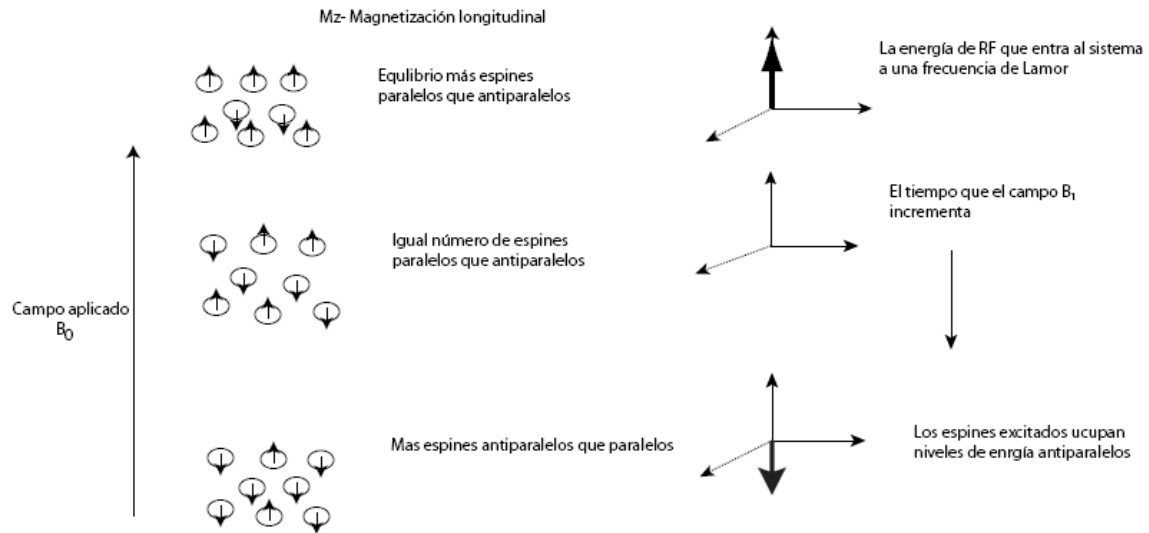 Mz- Magnetización longitudinal
Equlibrio más espines
paralelos que antiparalelos
La energía de RF que entra al sistema
a una frecuencia de Lamor
Igual número de espines
paralelos que antiparalelos
El tiempo que el campo B₁
incrementa
Campo aplicado
B₀
Mas espines antiparalelos que paralelos
Los espines excitados ucupan
niveles de enrgía antiparalelos